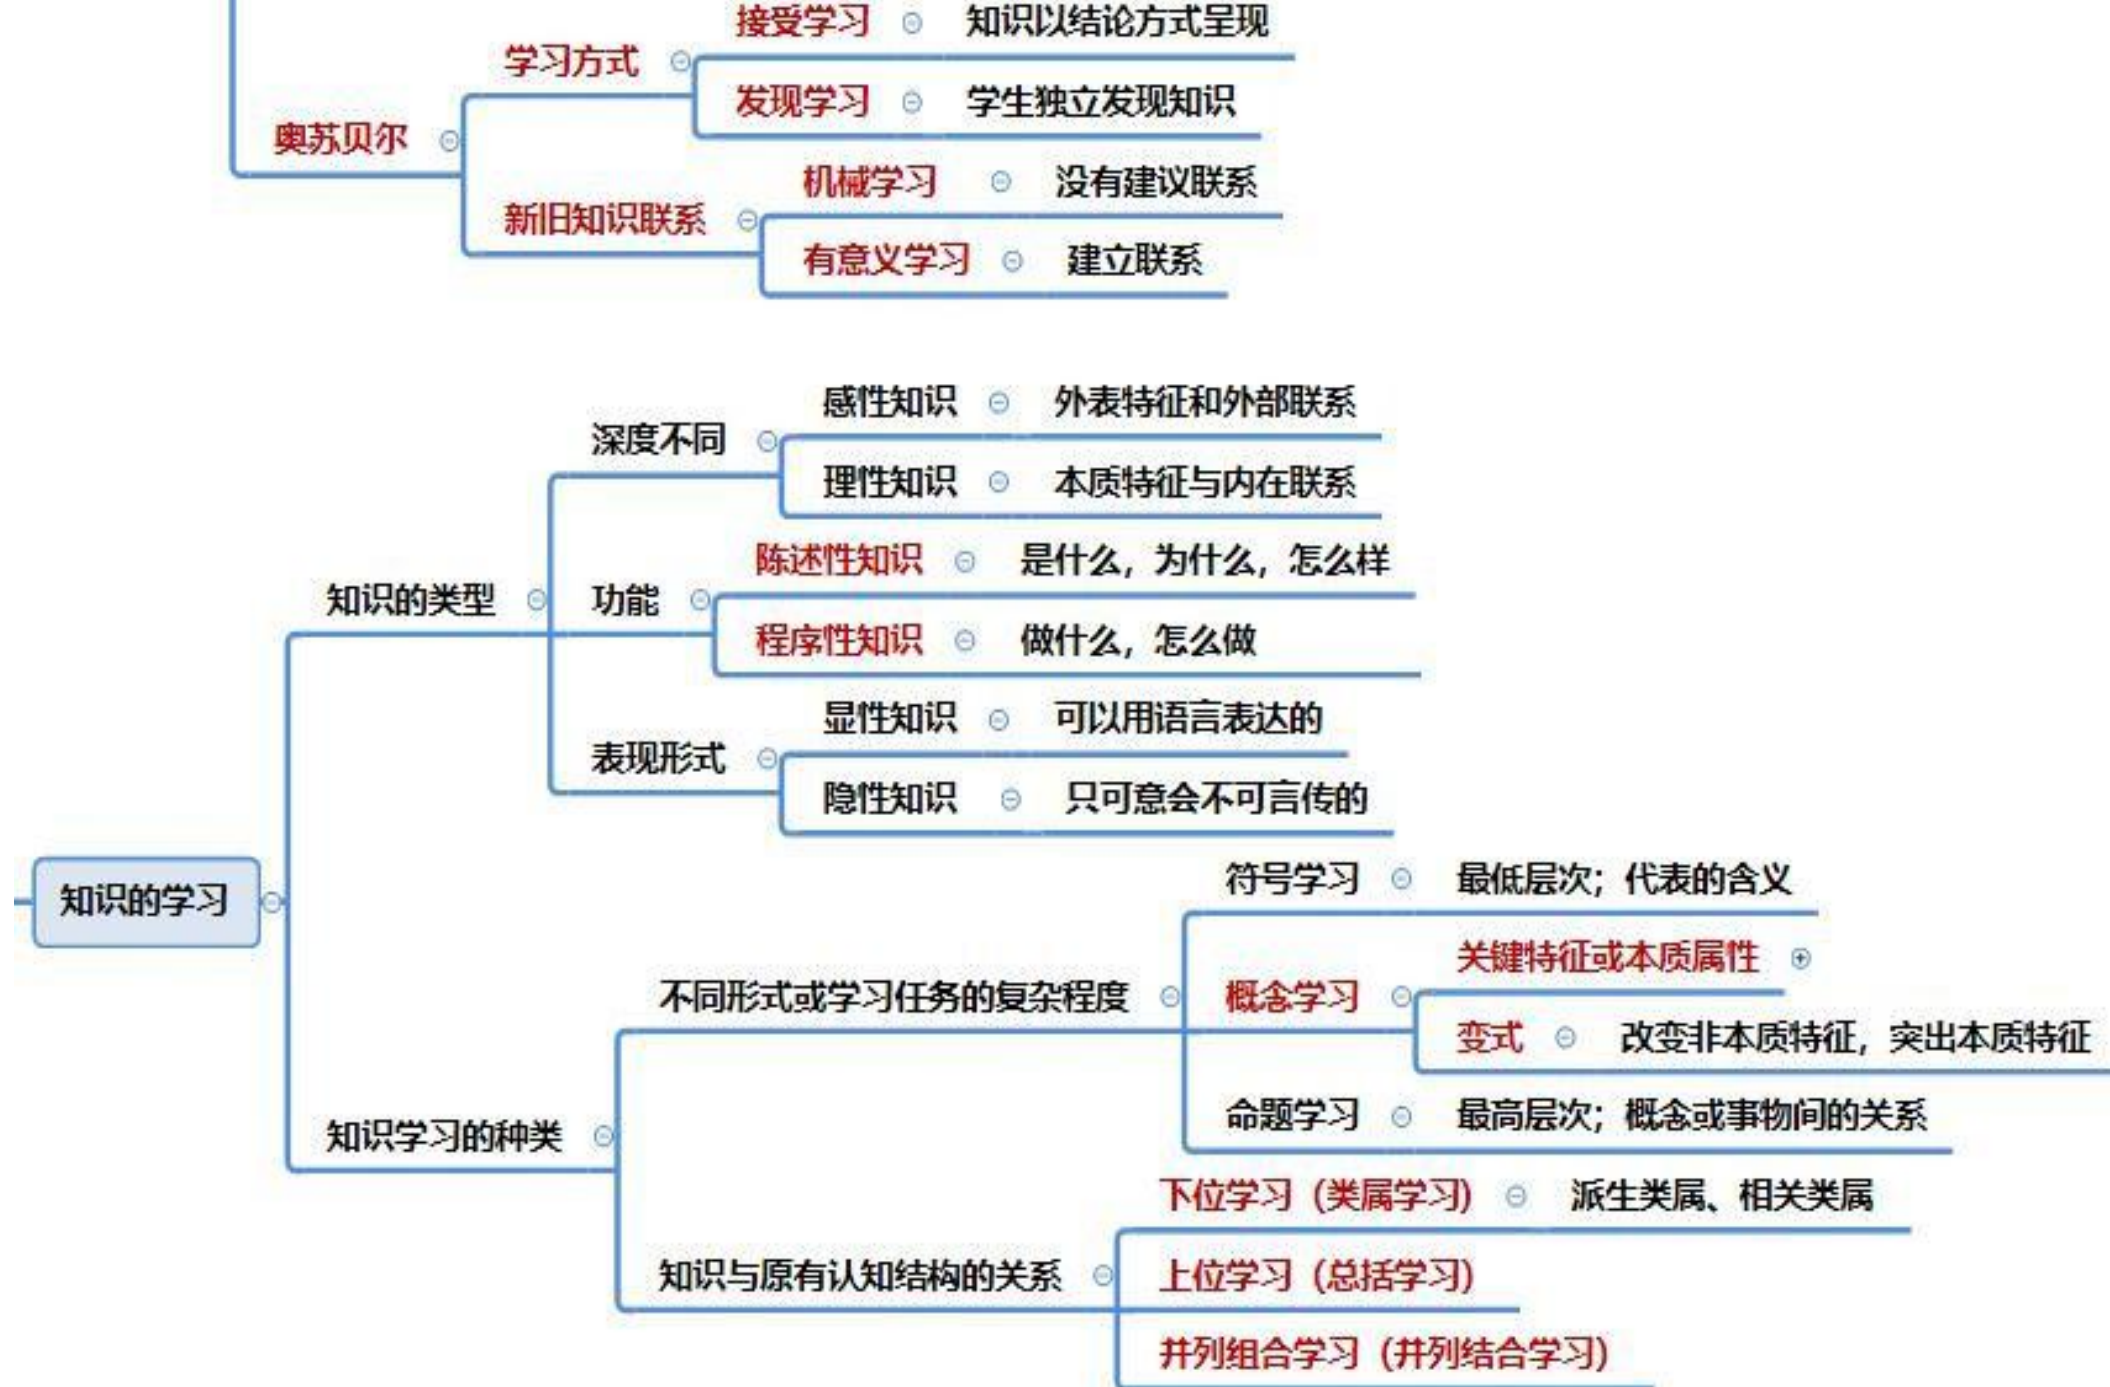 接受学习 知识以结论方式呈现
学习方式
发现学习 学生独立发现知识
奥苏贝尔
机械学习 没有建议联系
新旧知识联系
有意义学习 建立联系
感性知识 外表特征和外部联系
深度不同
理性知识 本质特征与内在联系
陈述性知识 是什么，为什么，怎么样
知识的类型 功能
程序性知识 做什么，怎么做
显性知识 可以用语言表达的
表现形式
隐性知识 只可意会不可言传的
知识的学习
符号学习 最低层次；代表的含义
关键特征或本质属性
不同形式或学习任务的复杂程度 概念学习
变式 改变非本质特征，突出本质特征
命题学习 最高层次；概念或事物间的关系
知识学习的种类
下位学习（类属学习） 派生类属、相关类属
知识与原有认知结构的关系 上位学习（总括学习）
并列组合学习（并列结合学习）